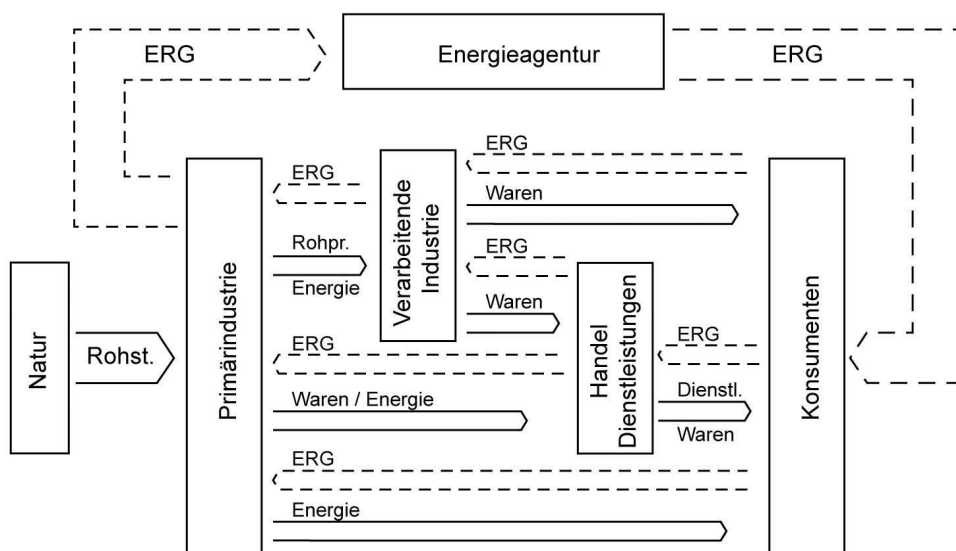 ERG
Energieagentur
ERG
ERG
Waren
ERG
Rohpr.
Energie
Verarbeitende
Industrie
ERG
Waren
Natur
Rohst.
Primärindustrie
ERG
Waren / Energie
Handel
Dienstleistungen
ERG
Dienstl.
Waren
Konsumenten
ERG
Energie